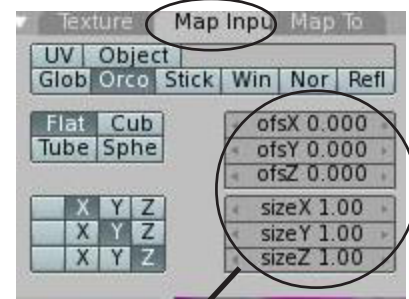 Texture Map Inpu Map To
UV Object
Glob Orco Stick Win Nor Refl
Flat Cub ofsX 0.000
Tube Sphe ofsY 0.000
ofsZ 0.000
X Y Z sizeX 1.00
X Y Z sizeY 1.00
X Y Z sizeZ 1.00